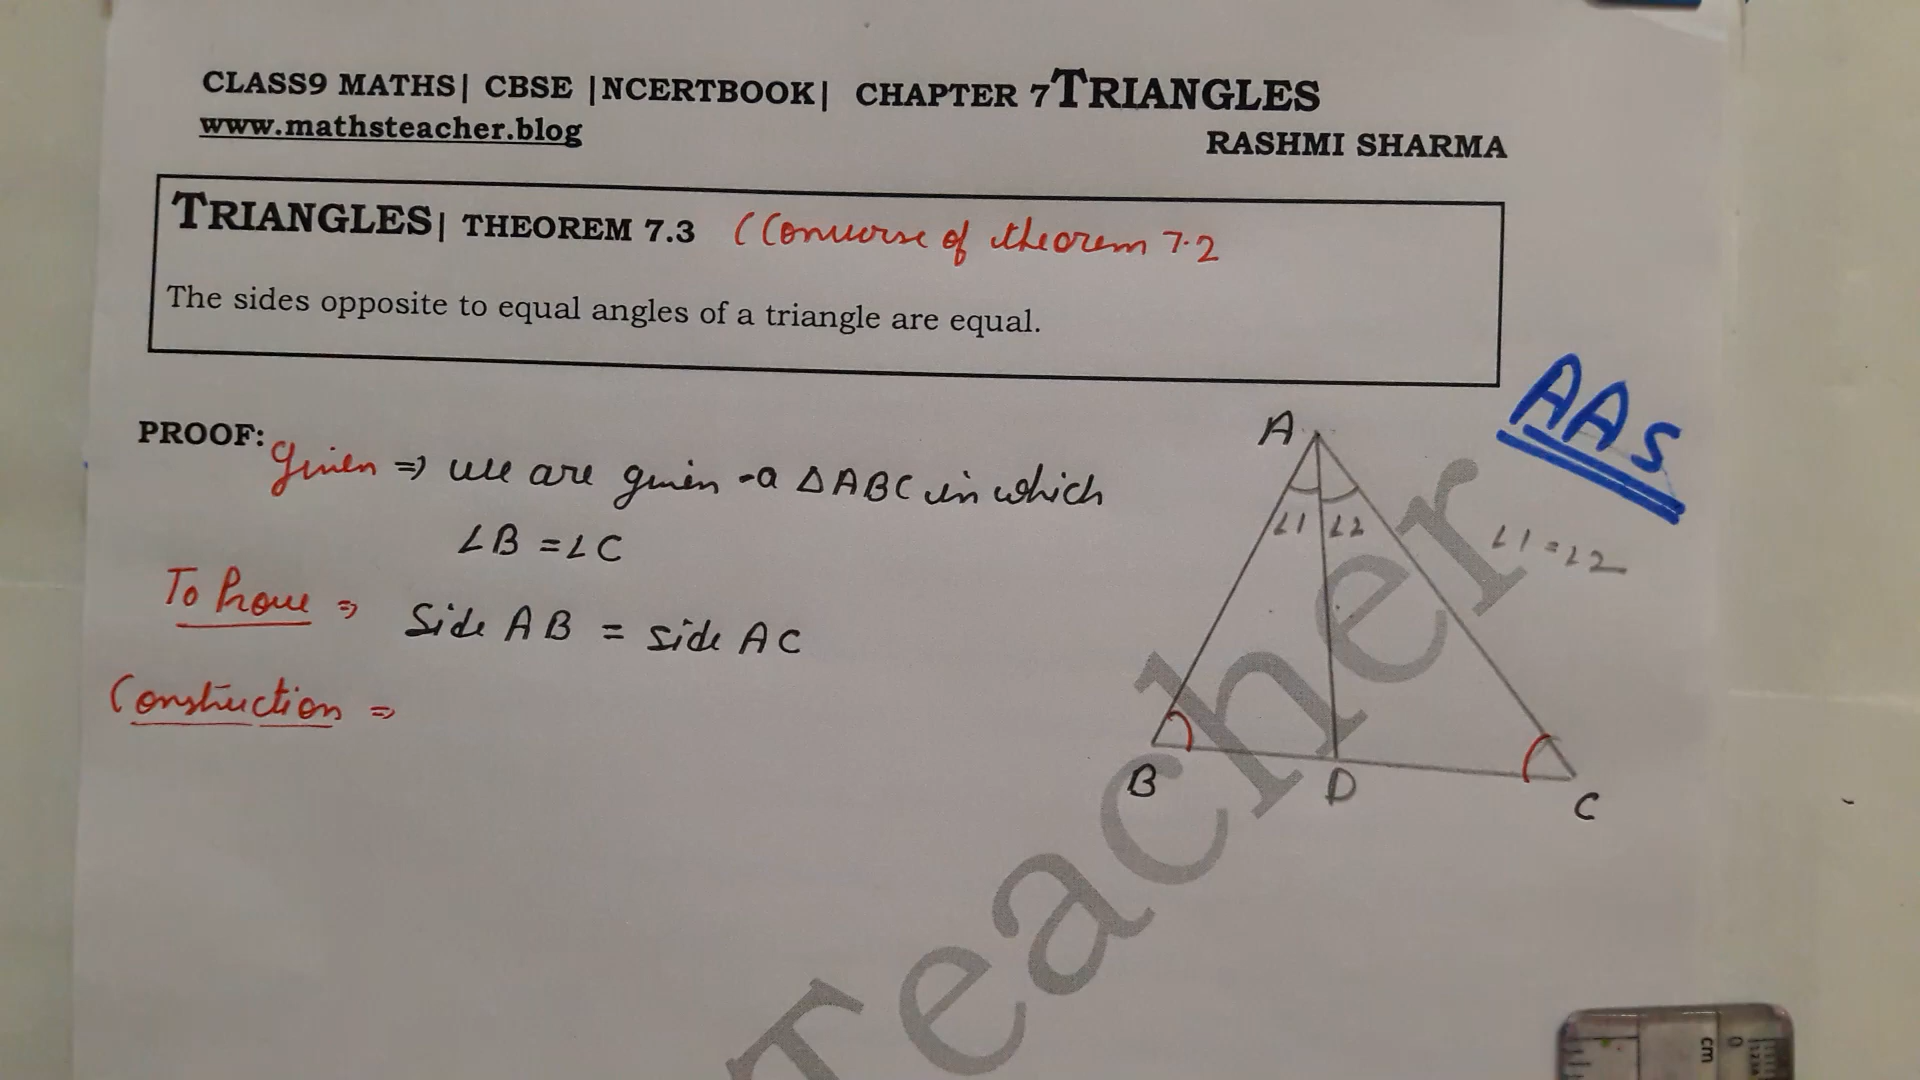 CLASS9 MATHS| CBSE |NCERTBOOK| CHAPTER 7TRIANGLES
www.mathsteacher.blog
RASHMI SHARMA
TRIANGLES| THEOREM 7.3 (Converse of theorem 7.2
The sides opposite to equal angles of a triangle are equal.
AAS
PROOF:
Given ⇒ we are given a ΔABC in which
∠B = ∠C
To Prove ⇒ Side AB = side AC
Construction ⇒
A
∠1 ∠2
∠1 = ∠2
B D C
Teacher
cm 0